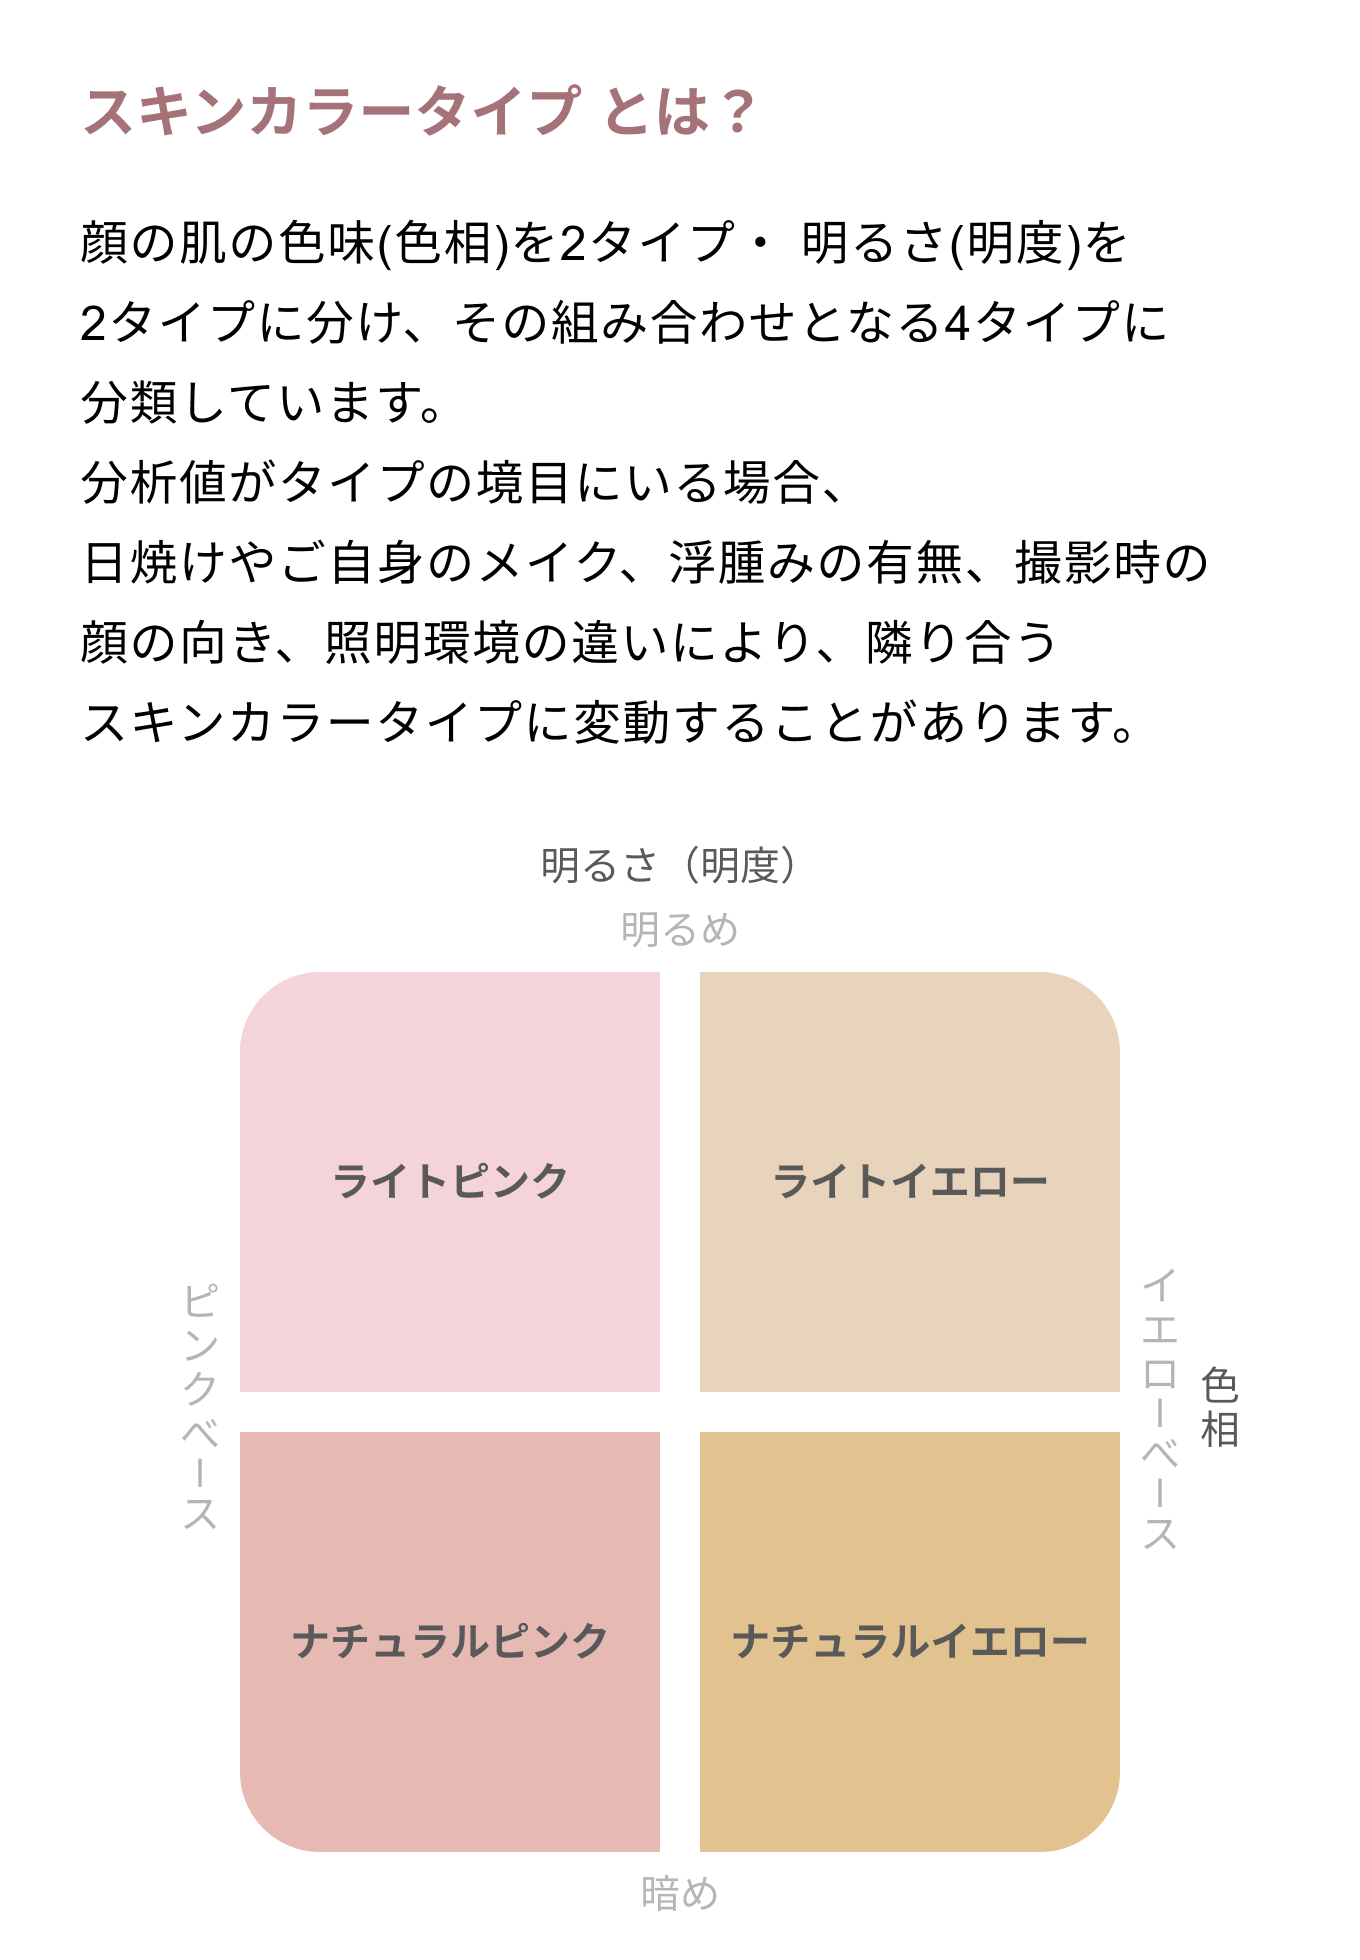 スキンカラータイプ とは？
顔の肌の色味(色相)を2タイプ・ 明るさ(明度)を
2タイプに分け、その組み合わせとなる4タイプに
分類しています。
分析値がタイプの境目にいる場合、
日焼けやご自身のメイク、浮腫みの有無、撮影時の
顔の向き、照明環境の違いにより、隣り合う
スキンカラータイプに変動することがあります。
明るさ（明度）
明るめ
ライトピンク
ライトイエロー
ピンクベース
イエローベース
色相
ナチュラルピンク
ナチュラルイエロー
暗め